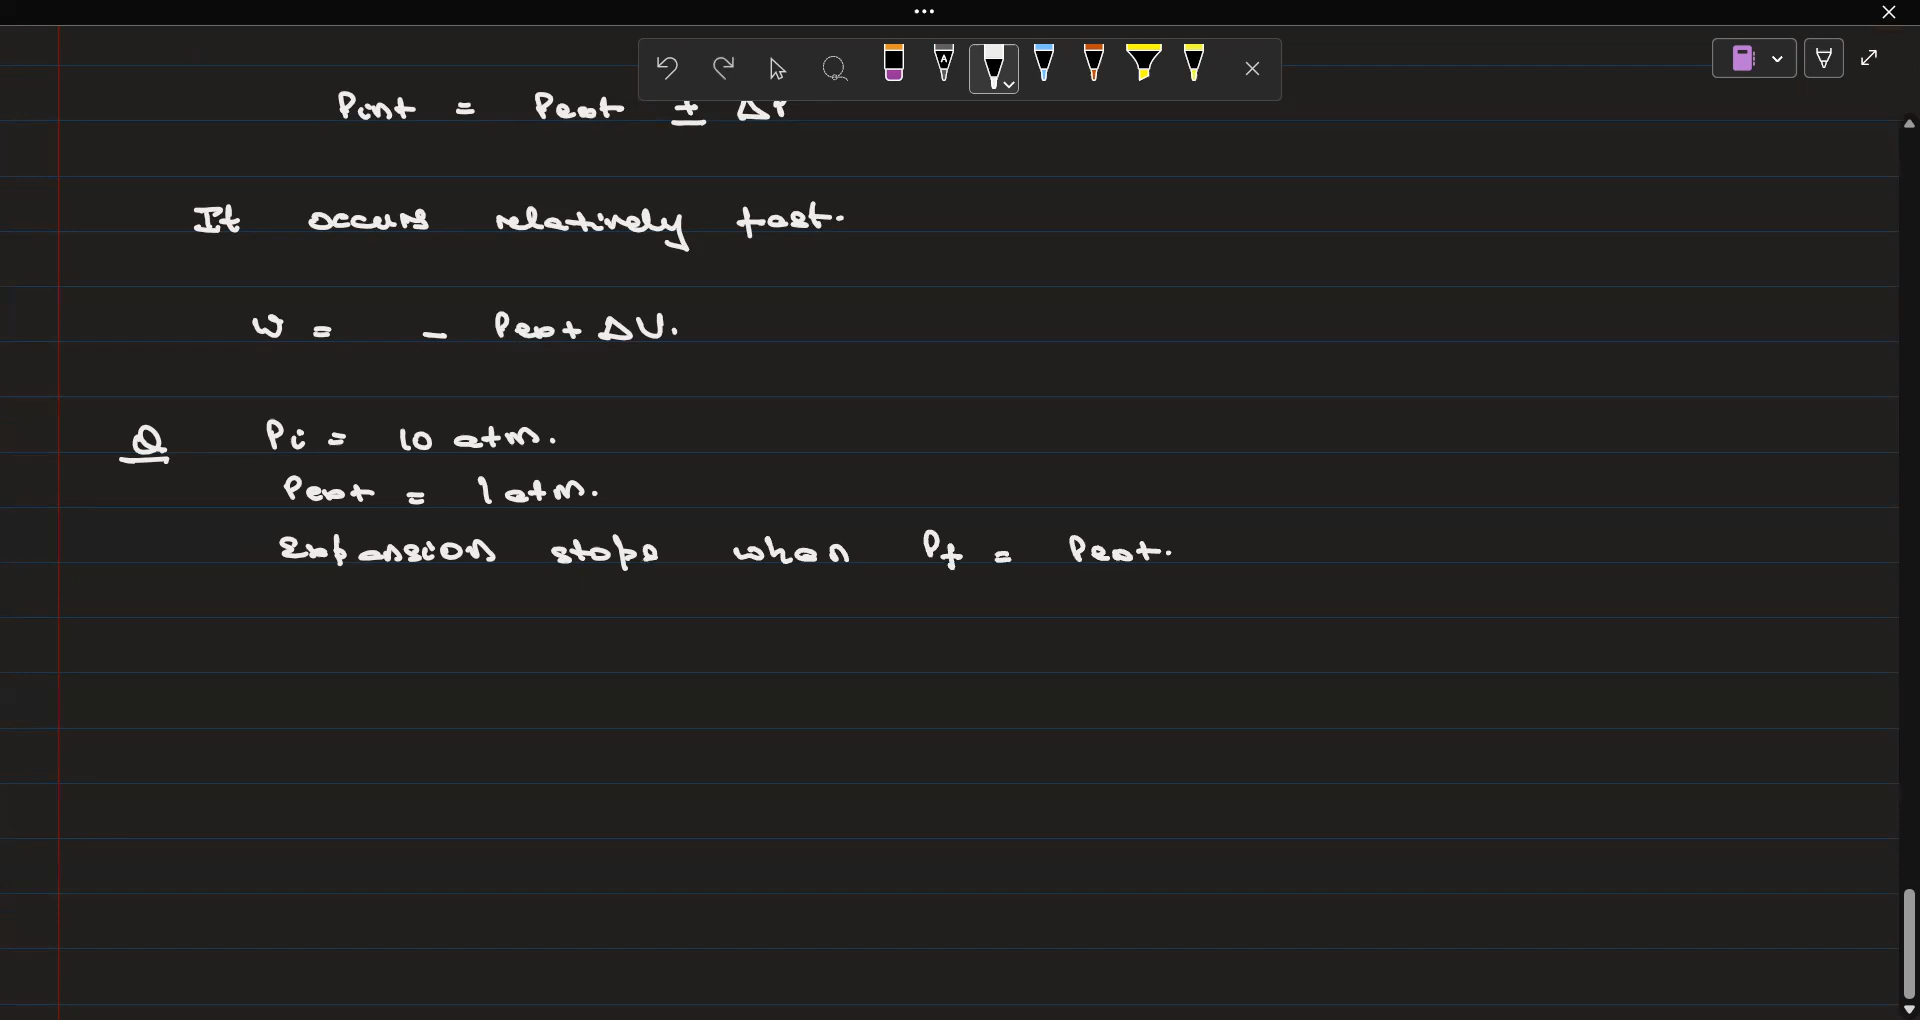 Pint = Pext ± ΔP
It occurs relatively fast.
w = - Pext ΔV.
Q Pi = 10 atm.
Pext = 1 atm.
Expansion stops when Pf = Pext.